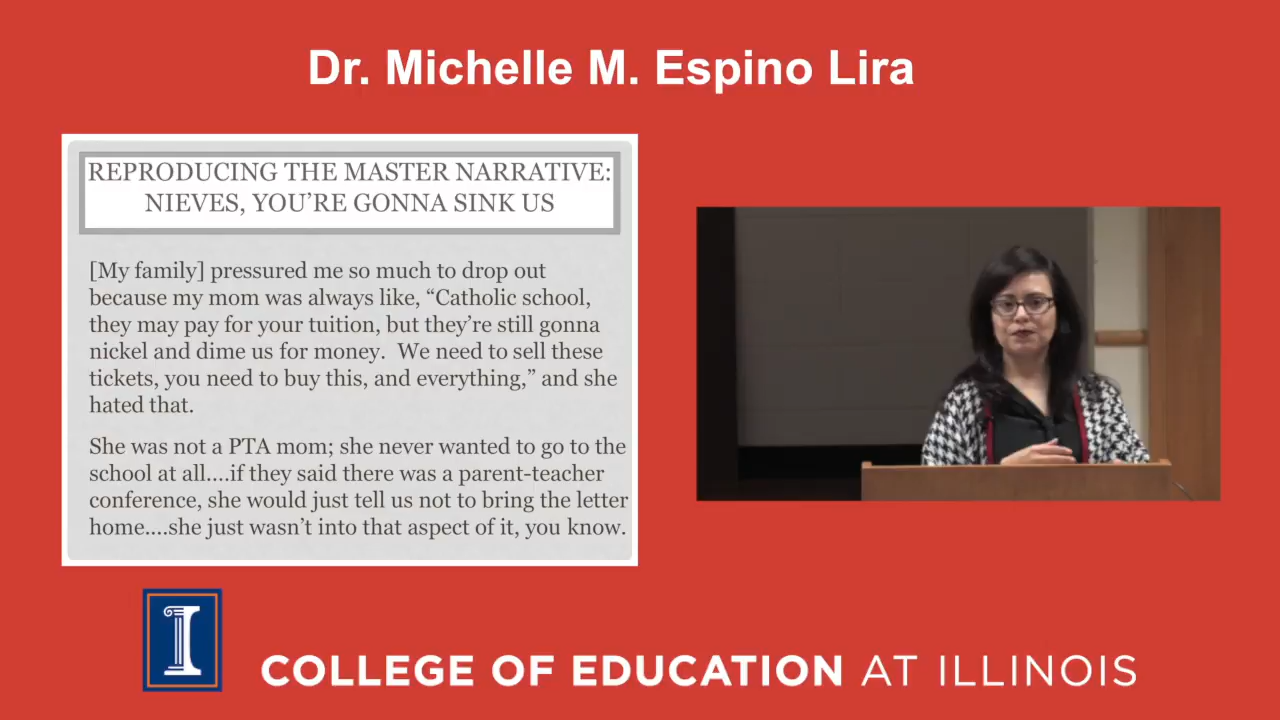 Dr. Michelle M. Espino Lira
REPRODUCING THE MASTER NARRATIVE:
NIEVES, YOU’RE GONNA SINK US
[My family] pressured me so much to drop out
because my mom was always like, “Catholic school,
they may pay for your tuition, but they’re still gonna
nickel and dime us for money.  We need to sell these
tickets, you need to buy this, and everything,” and she
hated that.
She was not a PTA mom; she never wanted to go to the
school at all....if they said there was a parent-teacher
conference, she would just tell us not to bring the letter
home....she just wasn’t into that aspect of it, you know.
I
COLLEGE OF EDUCATION AT ILLINOIS